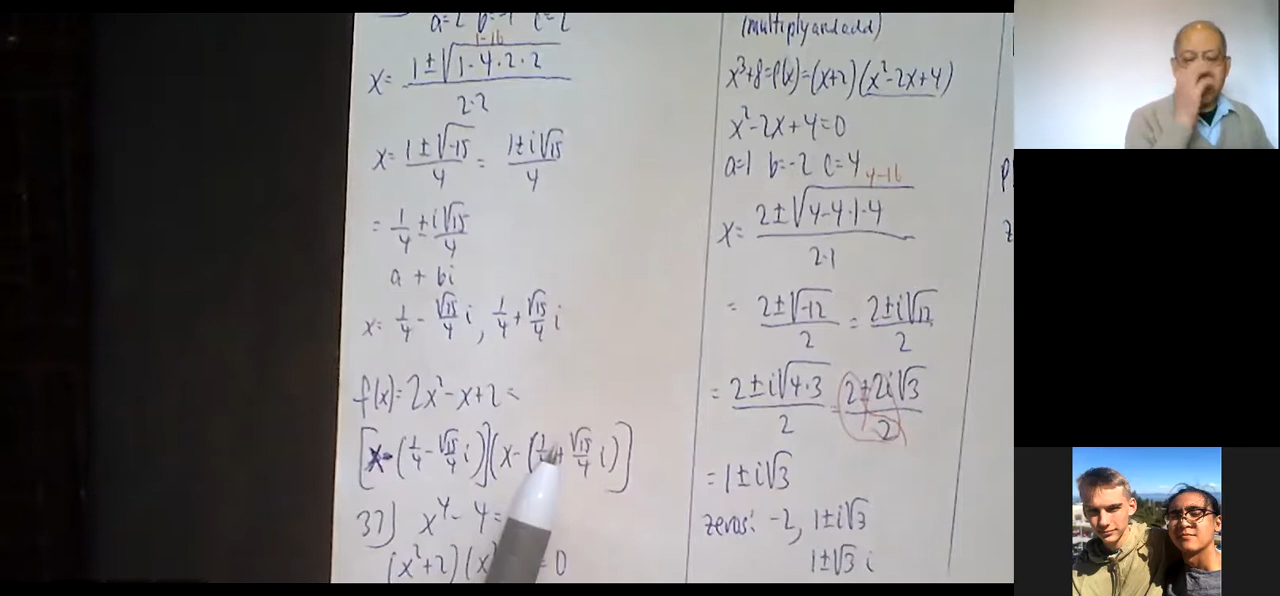 a=2 b=-1 c=2
1-16
x= 1±√1-4·2·2
2·2
x= 1±√-15 = 1±i√15
4 4
= 1/4 ± i√15/4
a + bi
x= 1/4 - √15/4 i, 1/4 + √15/4 i
f(x)=2x²-x+2=
[x-(1/4 - √15/4 i)][x-( + √15/4 i)]
37) x⁴-4=
(x²+2)(x² =0
(multiply and add)
x³+8=P(x)=(x+2)(x²-2x+4)
x²-2x+4=0
a=1 b=-2 c=4
4-16
x= 2±√4-4·1·4
2·1
= 2±√-12 = 2±i√12
2 2
= 2±i√4·3 = 2±2i√3
2 2
=1±i√3
zeros: -2, 1±i√3
1±√3 i